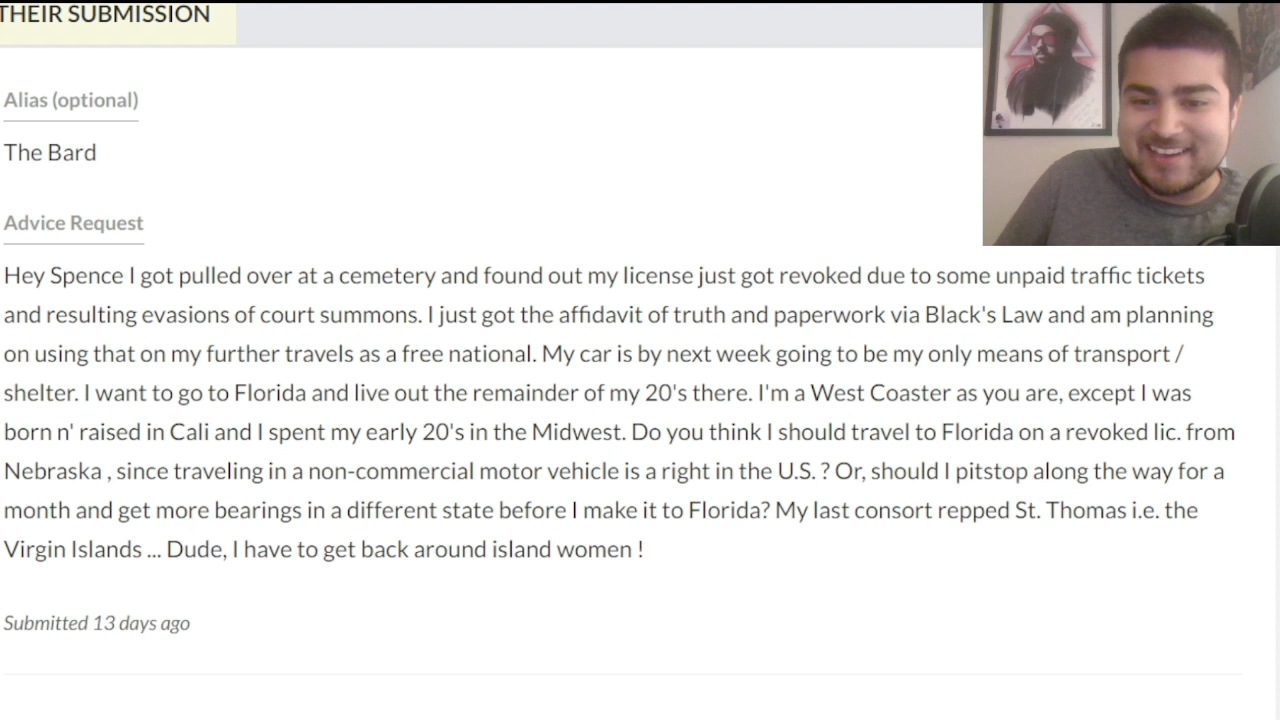 THEIR SUBMISSION
Alias (optional)
The Bard
Advice Request
Hey Spence I got pulled over at a cemetery and found out my license just got revoked due to some unpaid traffic tickets
and resulting evasions of court summons. I just got the affidavit of truth and paperwork via Black's Law and am planning
on using that on my further travels as a free national. My car is by next week going to be my only means of transport /
shelter. I want to go to Florida and live out the remainder of my 20's there. I'm a West Coaster as you are, except I was
born n' raised in Cali and I spent my early 20's in the Midwest. Do you think I should travel to Florida on a revoked lic. from
Nebraska , since traveling in a non-commercial motor vehicle is a right in the U.S. ? Or, should I pitstop along the way for a
month and get more bearings in a different state before I make it to Florida? My last consort repped St. Thomas i.e. the
Virgin Islands ... Dude, I have to get back around island women !
Submitted 13 days ago